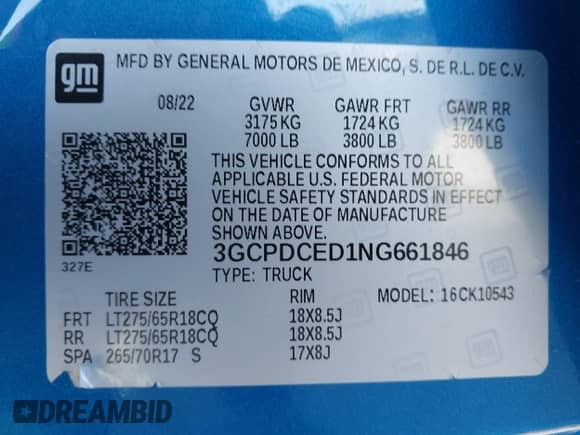 gm
MFD BY GENERAL MOTORS DE MEXICO, S. DE R.L. DE C.V.
08/22 GVWR GAWR FRT GAWR RR
3175 KG 1724 KG 1724 KG
7000 LB 3800 LB 3800 LB
THIS VEHICLE CONFORMS TO ALL
APPLICABLE U.S. FEDERAL MOTOR
VEHICLE SAFETY STANDARDS IN EFFECT
ON THE DATE OF MANUFACTURE
SHOWN ABOVE.
327E
3GCPDCED1NG661846
TYPE: TRUCK
TIRE SIZE RIM MODEL: 16CK10543
FRT LT275/65R18CQ 18X8.5J
RR LT275/65R18CQ 18X8.5J
SPA 265/70R17 S 17X8J
DREAMBID